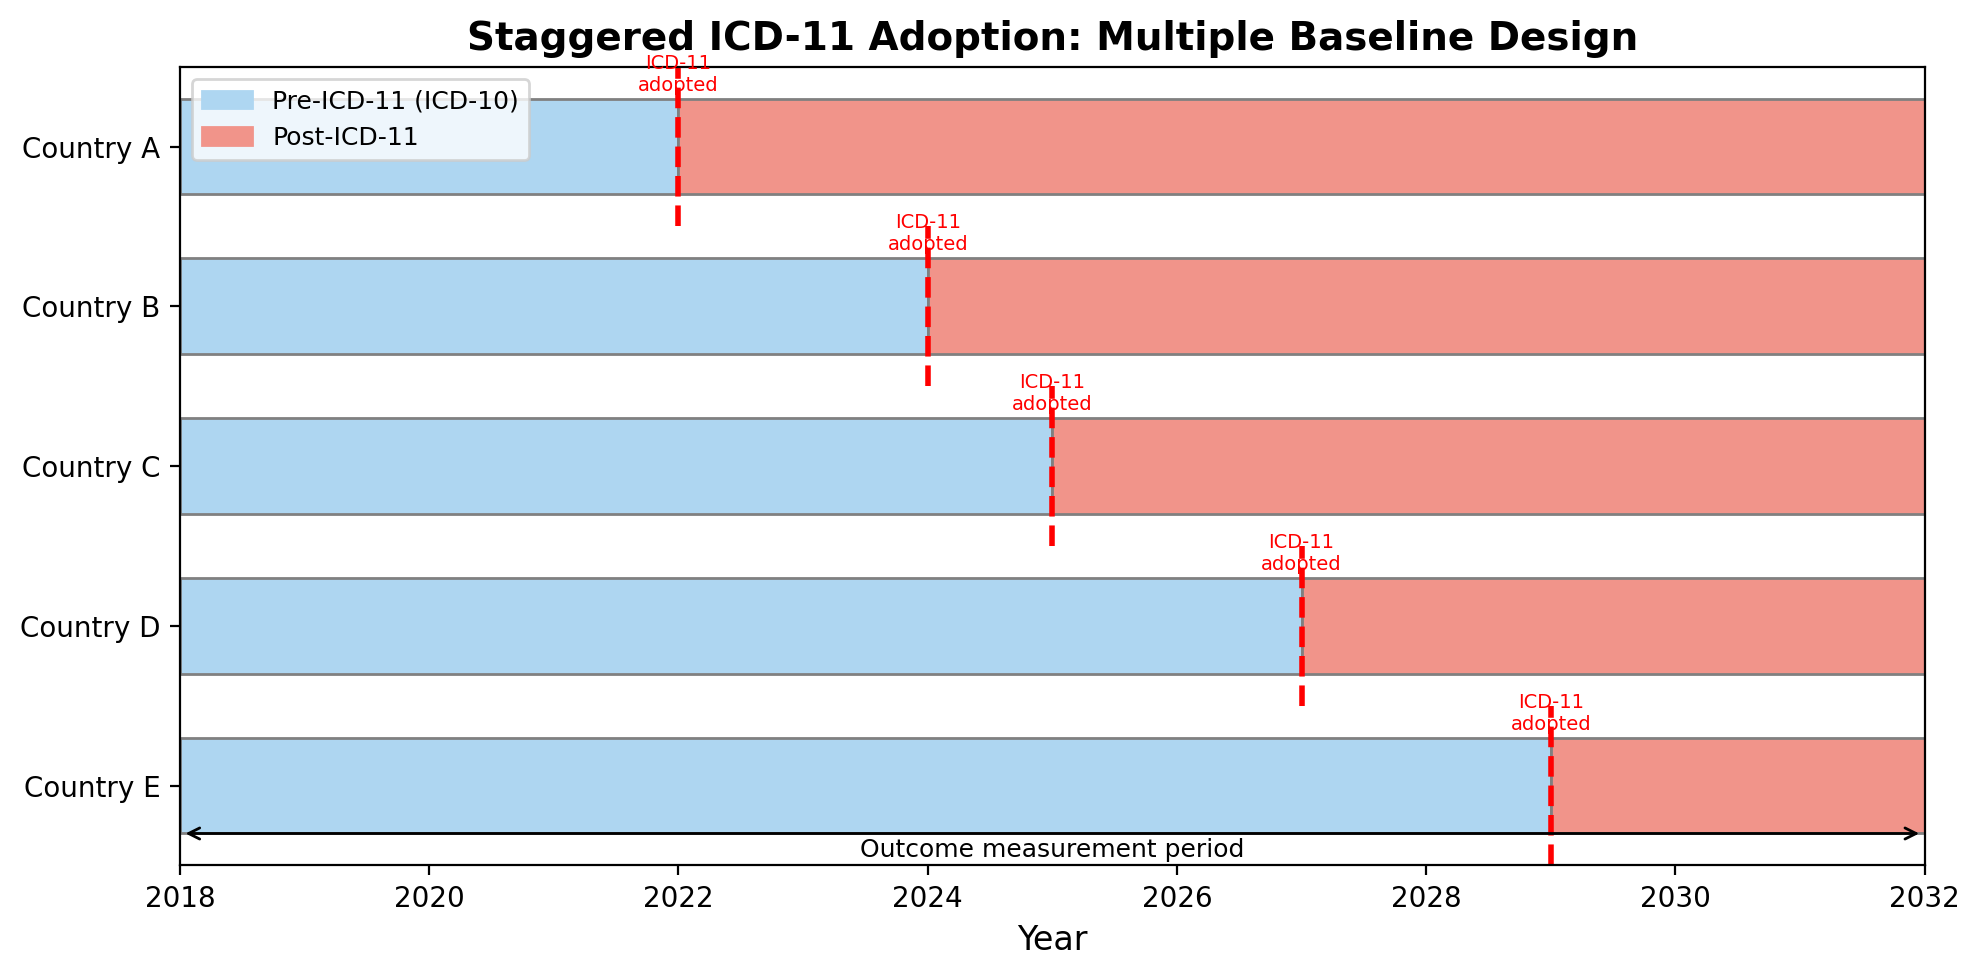 Staggered ICD-11 Adoption: Multiple Baseline Design
ICD-11
adopted
Pre-ICD-11 (ICD-10)
Post-ICD-11
Country A
ICD-11
adopted
Country B
ICD-11
adopted
Country C
ICD-11
adopted
Country D
ICD-11
adopted
Country E
Outcome measurement period
2018 2020 2022 2024 2026 2028 2030 2032
Year